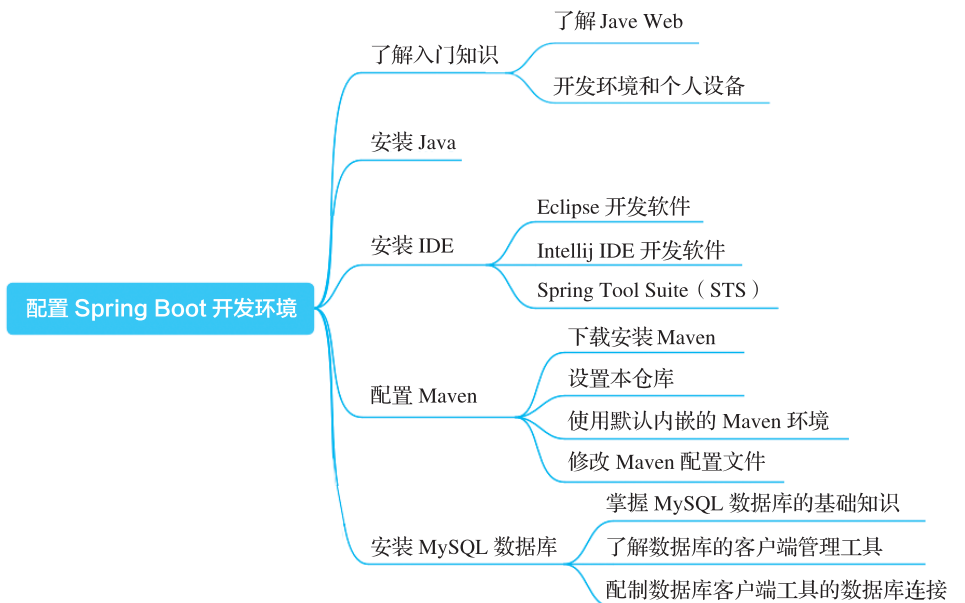 配置 Spring Boot 开发环境
了解入门知识
了解 Jave Web
开发环境和个人设备
安装 Java
安装 IDE
Eclipse 开发软件
Intellij IDE 开发软件
Spring Tool Suite（STS）
配置 Maven
下载安装 Maven
设置本仓库
使用默认内嵌的 Maven 环境
修改 Maven 配置文件
安装 MySQL 数据库
掌握 MySQL 数据库的基础知识
了解数据库的客户端管理工具
配制数据库客户端工具的数据库连接